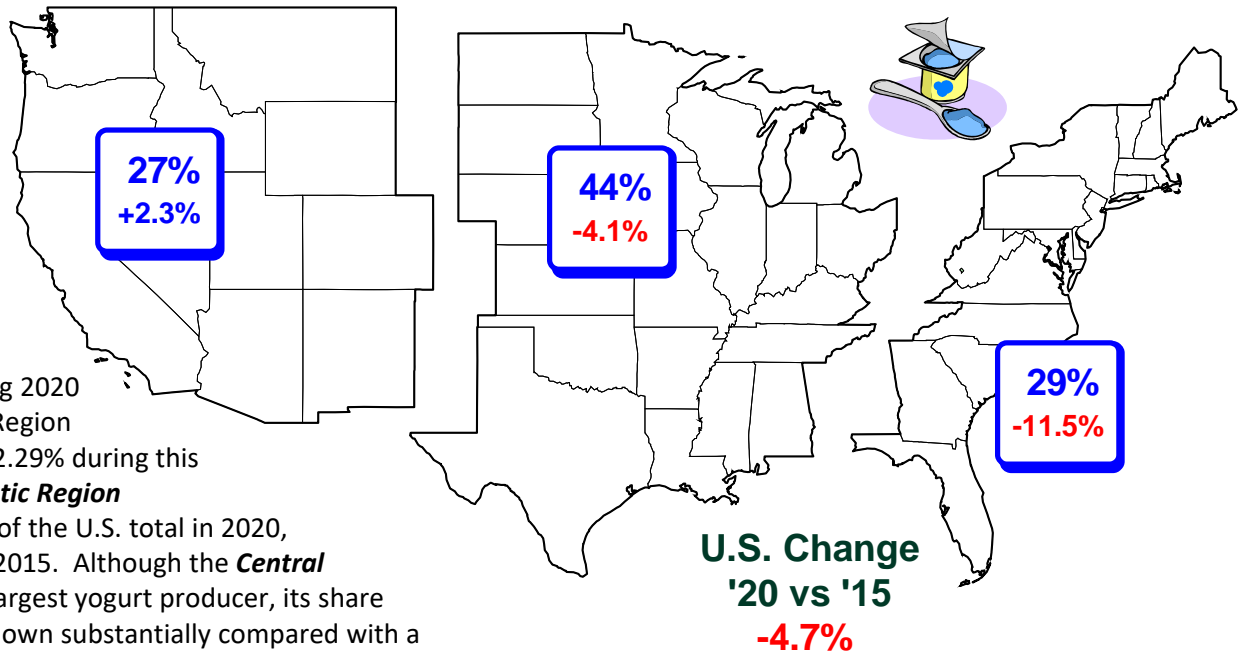 27%
+2.3%
44%
-4.1%
29%
-11.5%
g 2020
Region
2.29% during this
tic Region
of the U.S. total in 2020,
2015. Although the Central
argest yogurt producer, its share
own substantially compared with a
U.S. Change
'20 vs '15
-4.7%